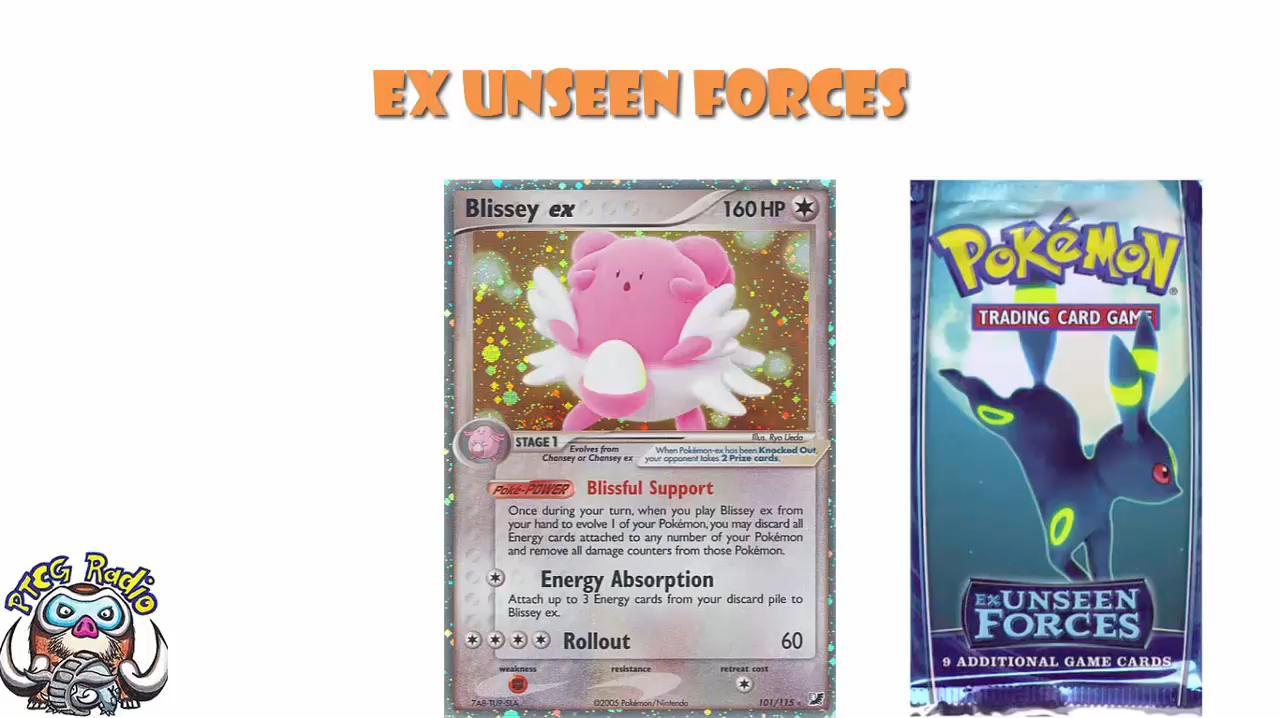 EX UNSEEN FORCES
Blissey ex
160 HP
STAGE 1
Evolves from
Chansey or Chansey ex
Illus. Ryo Ueda
When Pokémon-ex has been Knocked Out,
your opponent takes 2 Prize cards.
Poké-POWER Blissful Support
Once during your turn, when you play Blissey ex from
your hand to evolve 1 of your Pokémon, you may discard all
Energy cards attached to any number of your Pokémon
and remove all damage counters from those Pokémon.
Energy Absorption
Attach up to 3 Energy cards from your discard pile to
Blissey ex.
Rollout 60
weakness resistance retreat cost
7A8-TU9-5LA ©2005 Pokémon/Nintendo 101/115
POKéMON
TRADING CARD GAME
EX UNSEEN
FORCES
9 ADDITIONAL GAME CARDS
PTCG Radio